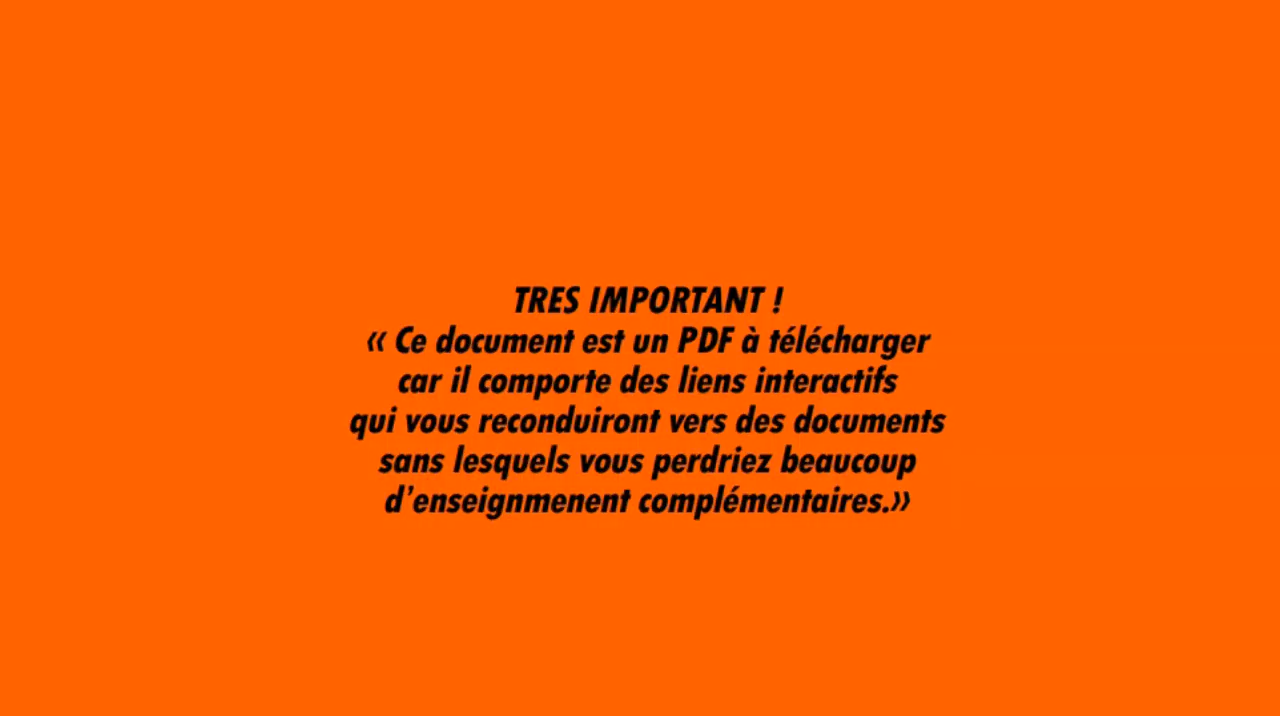 TRES IMPORTANT !
« Ce document est un PDF à télécharger
car il comporte des liens interactifs
qui vous reconduiront vers des documents
sans lesquels vous perdriez beaucoup
d’enseignmenent complémentaires.»